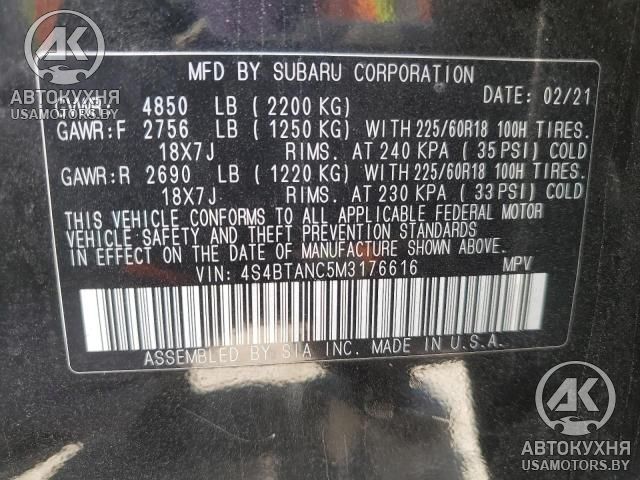 AK
АВТОКУХНЯ
USAMOTORS.BY
MFD BY SUBARU CORPORATION
DATE: 02/21
GVWR: 4850 LB (2200 KG)
GAWR:F 2756 LB (1250 KG) WITH 225/60R18 100H TIRES.
18X7J RIMS. AT 240 KPA (35 PSI) COLD
GAWR:R 2690 LB (1220 KG) WITH 225/60R18 100H TIRES.
18X7J RIMS. AT 230 KPA (33 PSI) COLD
THIS VEHICLE CONFORMS TO ALL APPLICABLE FEDERAL MOTOR
VEHICLE SAFETY AND THEFT PREVENTION STANDARDS
IN EFFECT ON THE DATE OF MANUFACTURE SHOWN ABOVE.
VIN: 4S4BTANC5M3176616 MPV
ASSEMBLED BY SIA INC. MADE IN U.S.A.
AK
АВТОКУХНЯ
USAMOTORS.BY